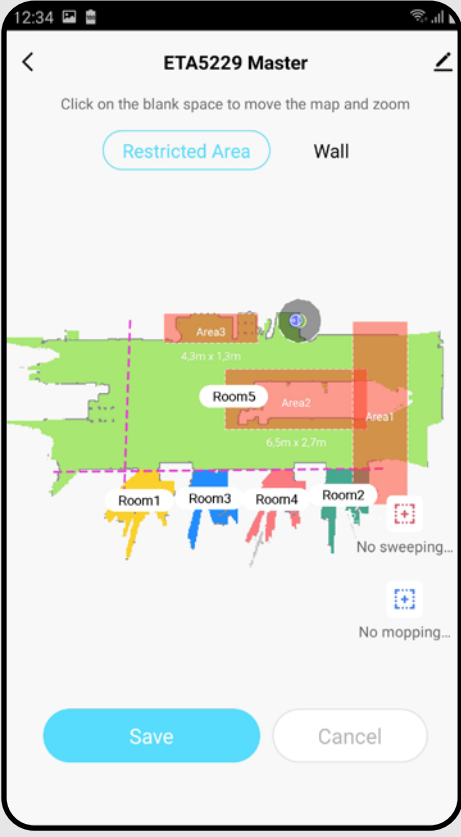 12:34
ETA5229 Master
Click on the blank space to move the map and zoom
Restricted Area
Wall
Area3
4,3m x 1,3m
Room5
Area2
Area1
6,5m x 2,7m
Room1
Room3
Room4
Room2
No sweeping...
No mopping...
Save
Cancel